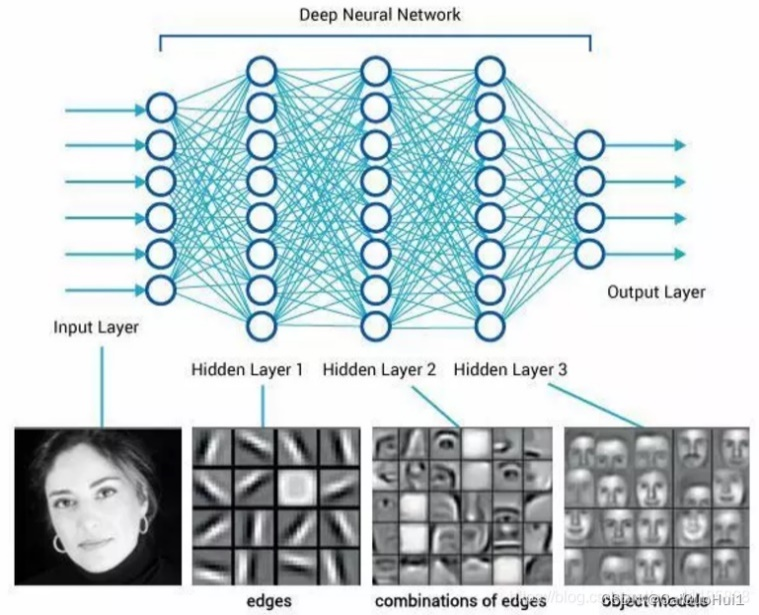 Deep Neural Network
Input Layer
Output Layer
Hidden Layer 1
Hidden Layer 2
Hidden Layer 3
edges
combinations of edges
object models